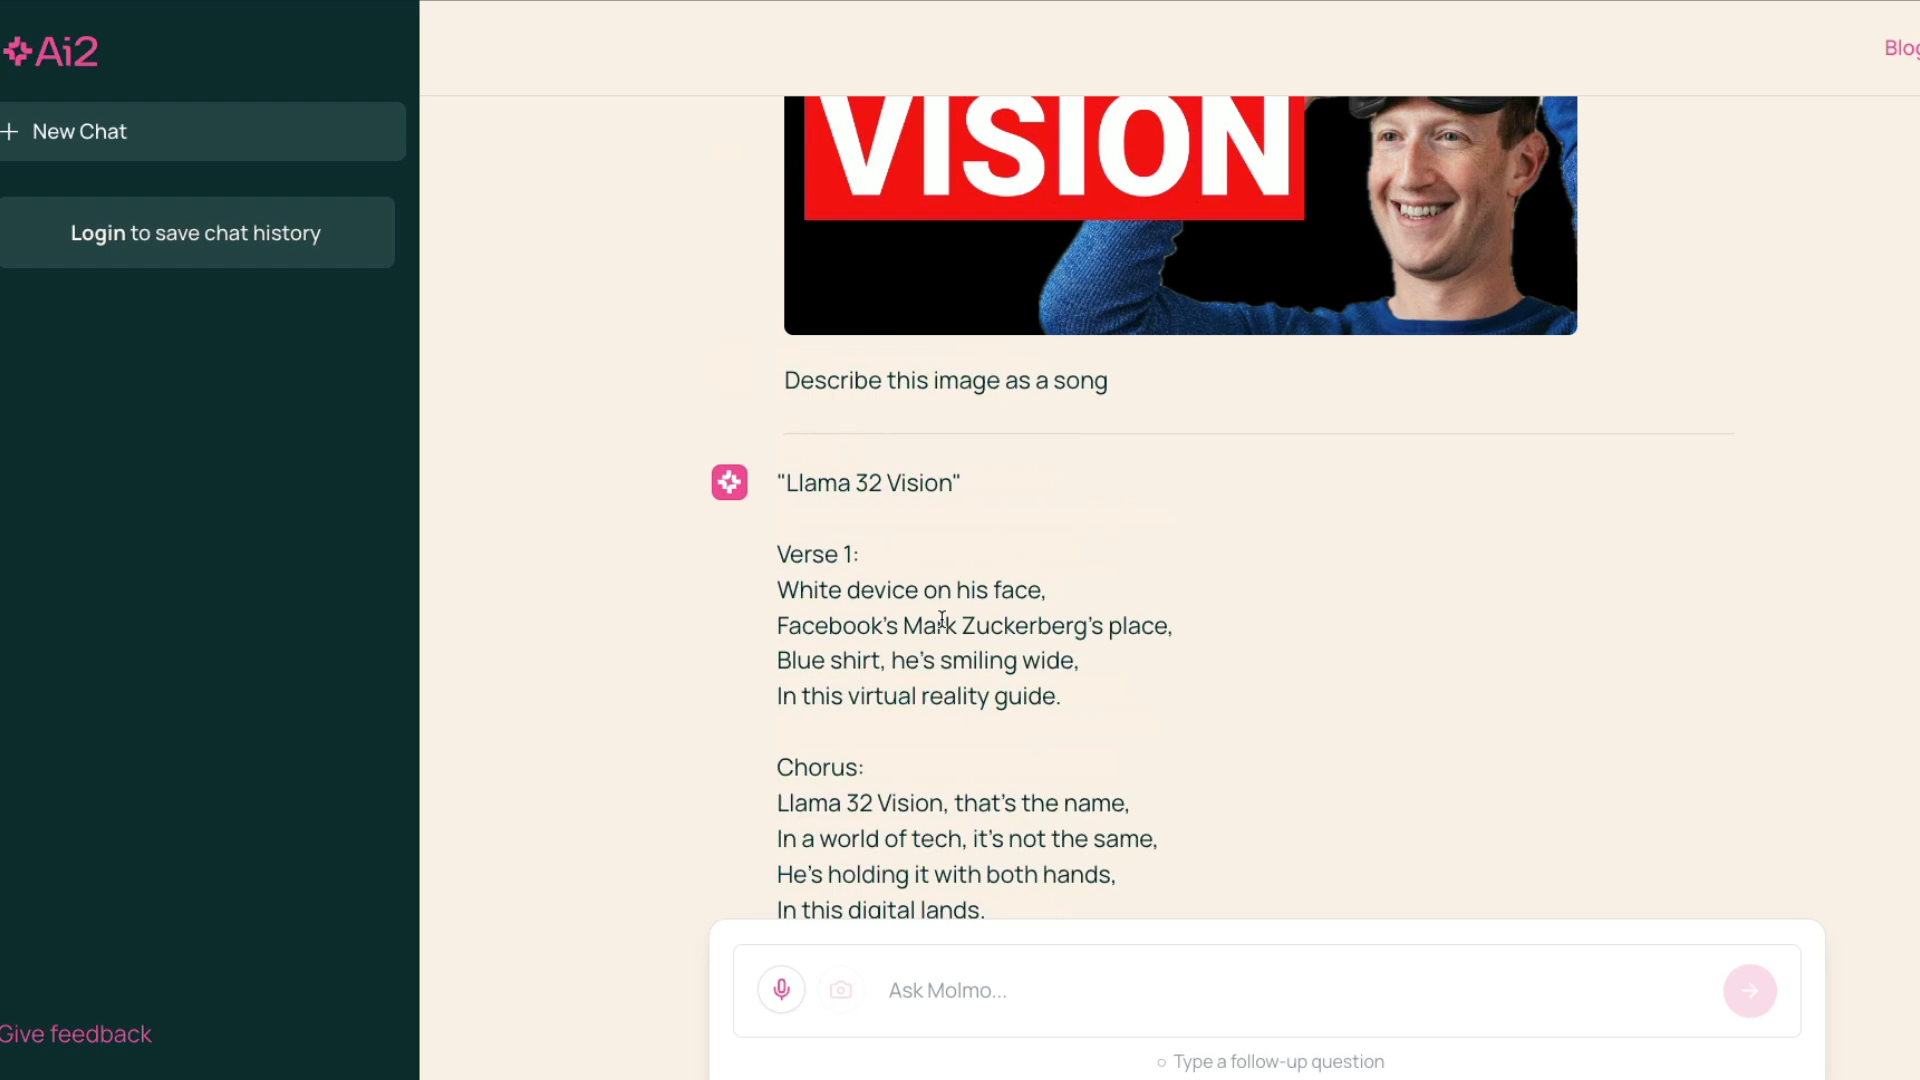 Ai2
New Chat
Login to save chat history
Give feedback
VISION
Describe this image as a song
"Llama 32 Vision"
Verse 1:
White device on his face,
Facebook's Mark Zuckerberg's place,
Blue shirt, he's smiling wide,
In this virtual reality guide.
Chorus:
Llama 32 Vision, that's the name,
In a world of tech, it's not the same,
He's holding it with both hands,
In this digital lands.
Ask Molmo...
Type a follow-up question